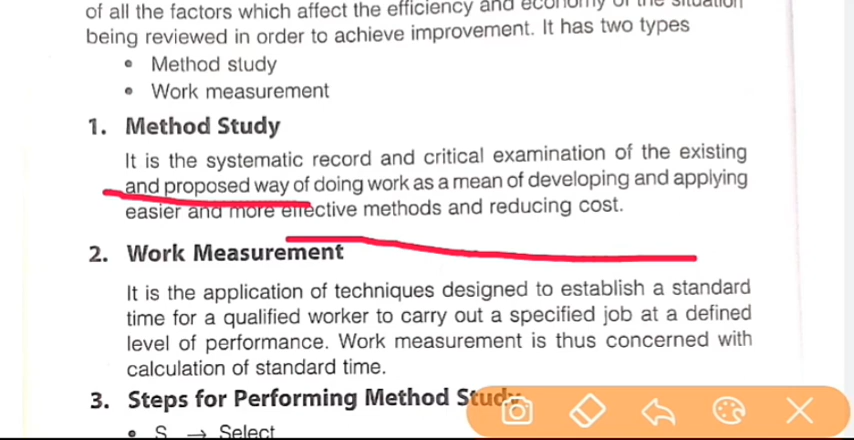 of all the factors which affect the efficiency and economy of the situation
being reviewed in order to achieve improvement. It has two types
• Method study
• Work measurement
1. Method Study
It is the systematic record and critical examination of the existing
and proposed way of doing work as a mean of developing and applying
easier and more effective methods and reducing cost.
2. Work Measurement
It is the application of techniques designed to establish a standard
time for a qualified worker to carry out a specified job at a defined
level of performance. Work measurement is thus concerned with
calculation of standard time.
3. Steps for Performing Method Study
• S → Select